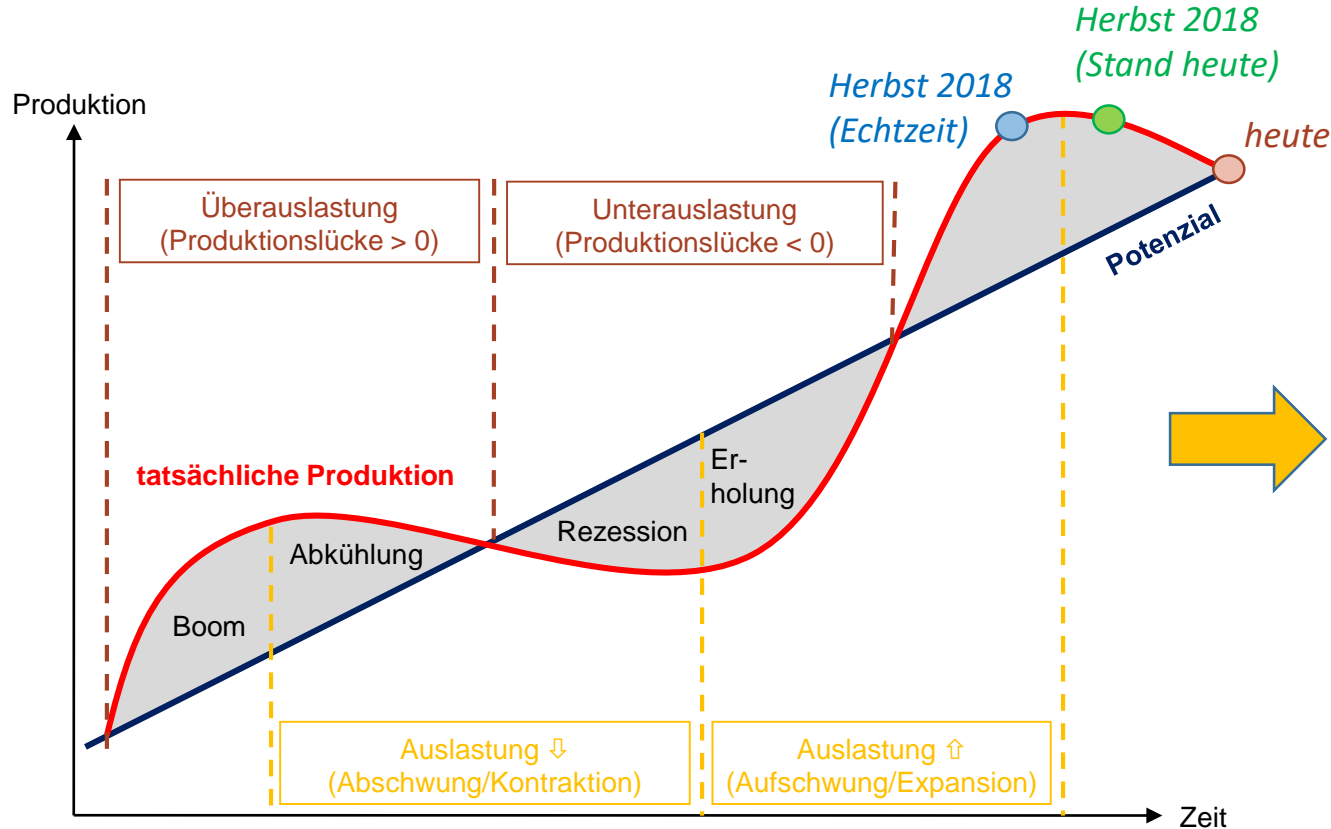 Herbst 2018
(Stand heute)
Herbst 2018
(Echtzeit)
Produktion
heute
Überauslastung
(Produktionslücke > 0)
Unterauslastung
(Produktionslücke < 0)
Potenzial
tatsächliche Produktion
Er-
holung
Rezession
Abkühlung
Boom
Auslastung ⇩
(Abschwung/Kontraktion)
Auslastung ⇧
(Aufschwung/Expansion)
Zeit